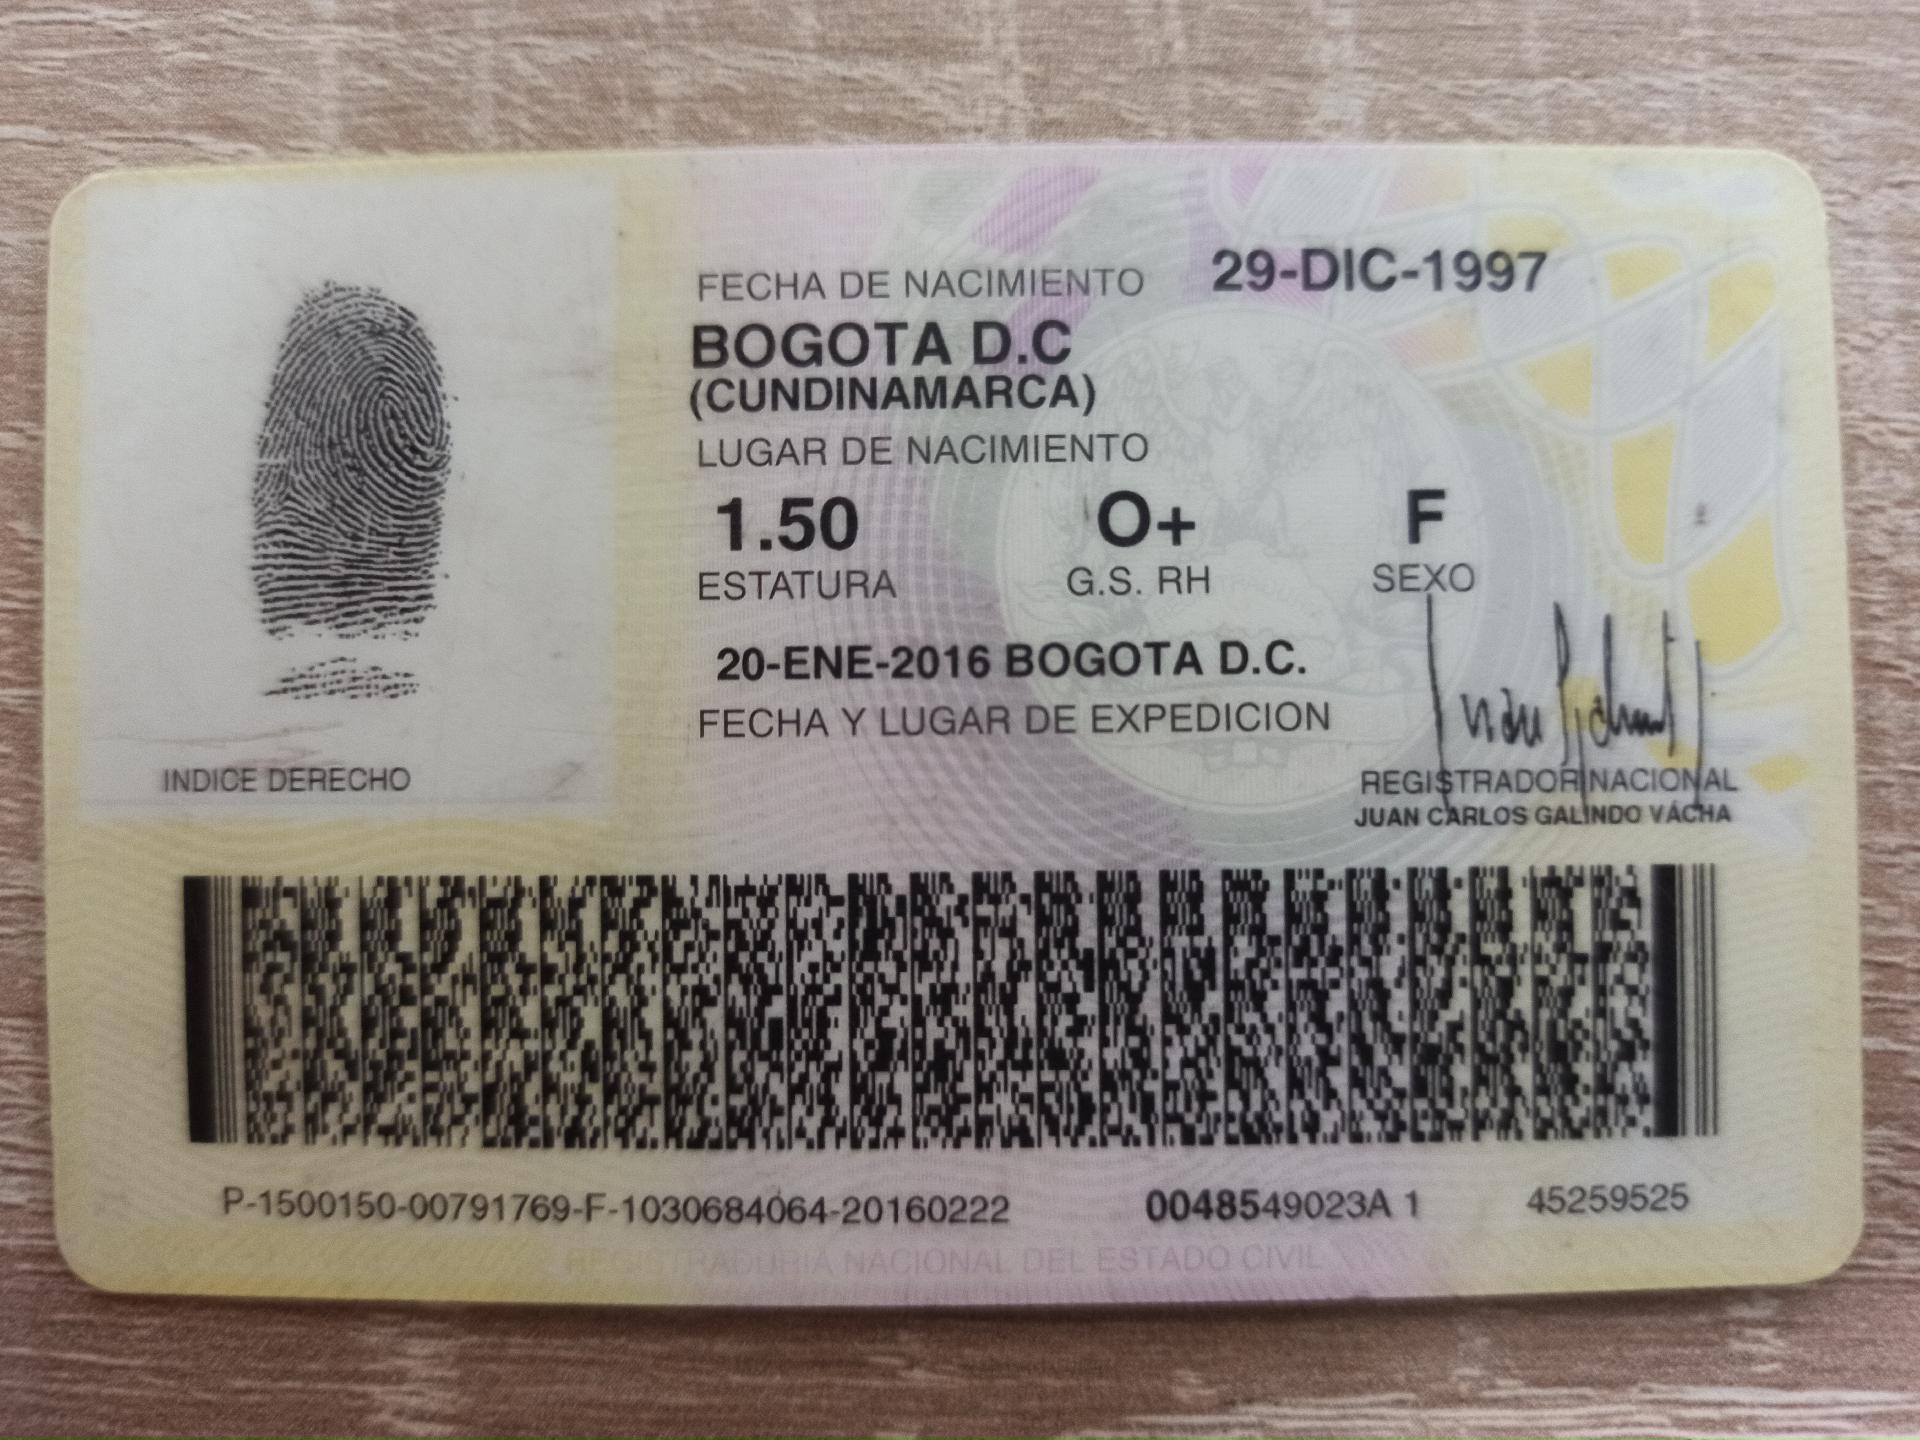 FECHA DE NACIMIENTO 29-DIC-1997
BOGOTA D.C
(CUNDINAMARCA)
LUGAR DE NACIMIENTO
1.50 O+ F
ESTATURA G.S. RH SEXO
20-ENE-2016 BOGOTA D.C.
FECHA Y LUGAR DE EXPEDICION
INDICE DERECHO
REGISTRADOR NACIONAL
JUAN CARLOS GALINDO VÁCHA
P-1500150-00791769-F-1030684064-20160222 0048549023A 1 45259525
REGISTRADURIA NACIONAL DEL ESTADO CIVIL